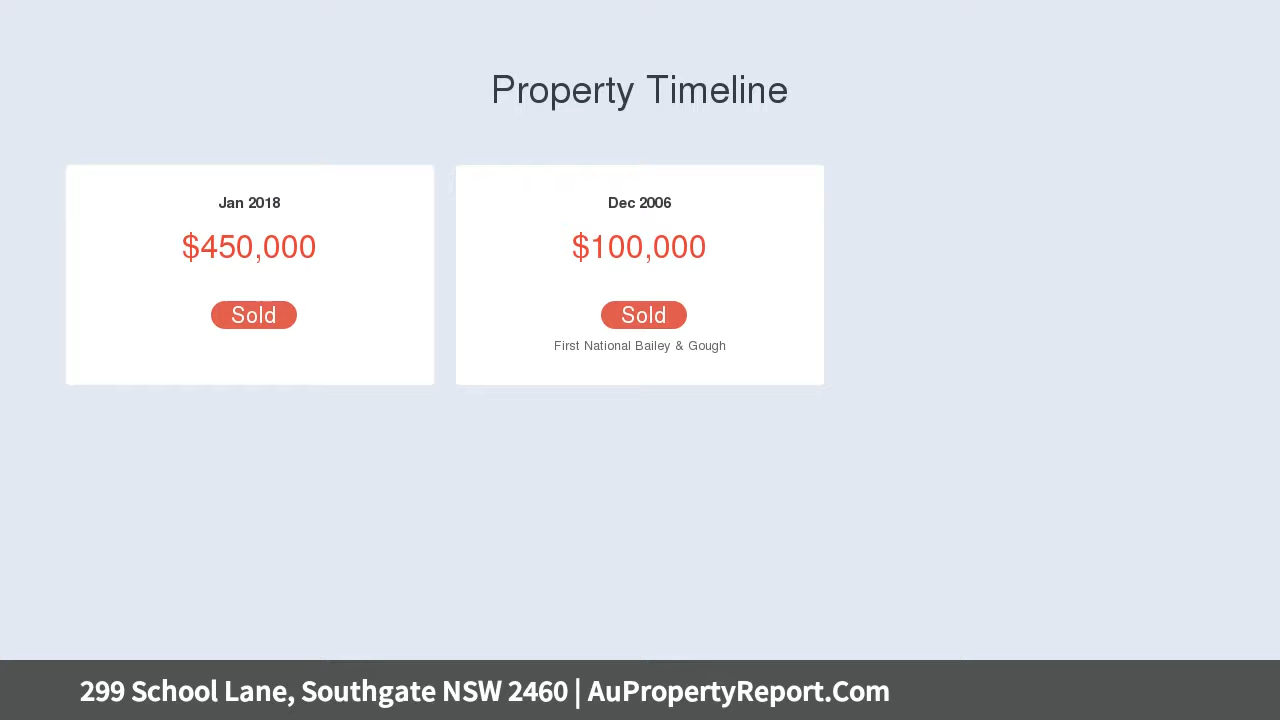 Property Timeline
Jan 2018
$450,000
Sold
Dec 2006
$100,000
Sold
First National Bailey & Gough
299 School Lane, Southgate NSW 2460 | AuPropertyReport.Com